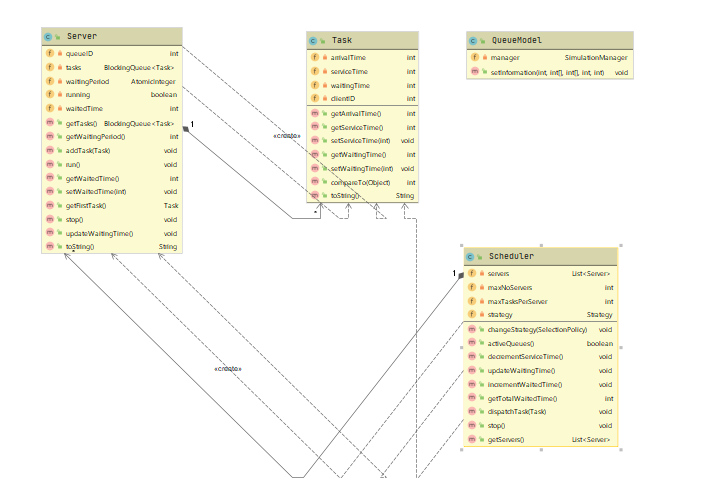 Server
queueID int
tasks BlockingQueue<Task>
waitingPeriod AtomicInteger
running boolean
waitedTime int
getTasks() BlockingQueue<Task>
getWaitingPeriod() int
addTask(Task) void
run() void
getWaitedTime() int
setWaitedTime(int) void
getFirstTask() Task
stop() void
updateWaitingTime() void
toString() String
1
*
«create»
Task
arrivalTime int
serviceTime int
waitingTime int
clientID int
getArrivalTime() int
getServiceTime() int
setServiceTime(int) void
getWaitingTime() int
setWaitingTime(int) void
compareTo(Object) int
toString() String
*
QueueModel
manager SimulationManager
setInformation(int, int[], int[], int, int) void
Scheduler
1
servers List<Server>
maxNoServers int
maxTasksPerServer int
strategy Strategy
changeStrategy(SelectionPolicy) void
activeQueues() boolean
decrementServiceTime() void
updateWaitingTime() void
incrementWaitedTime() void
getTotalWaitedTime() int
dispatchTask(Task) void
stop() void
getServers() List<Server>
«create»